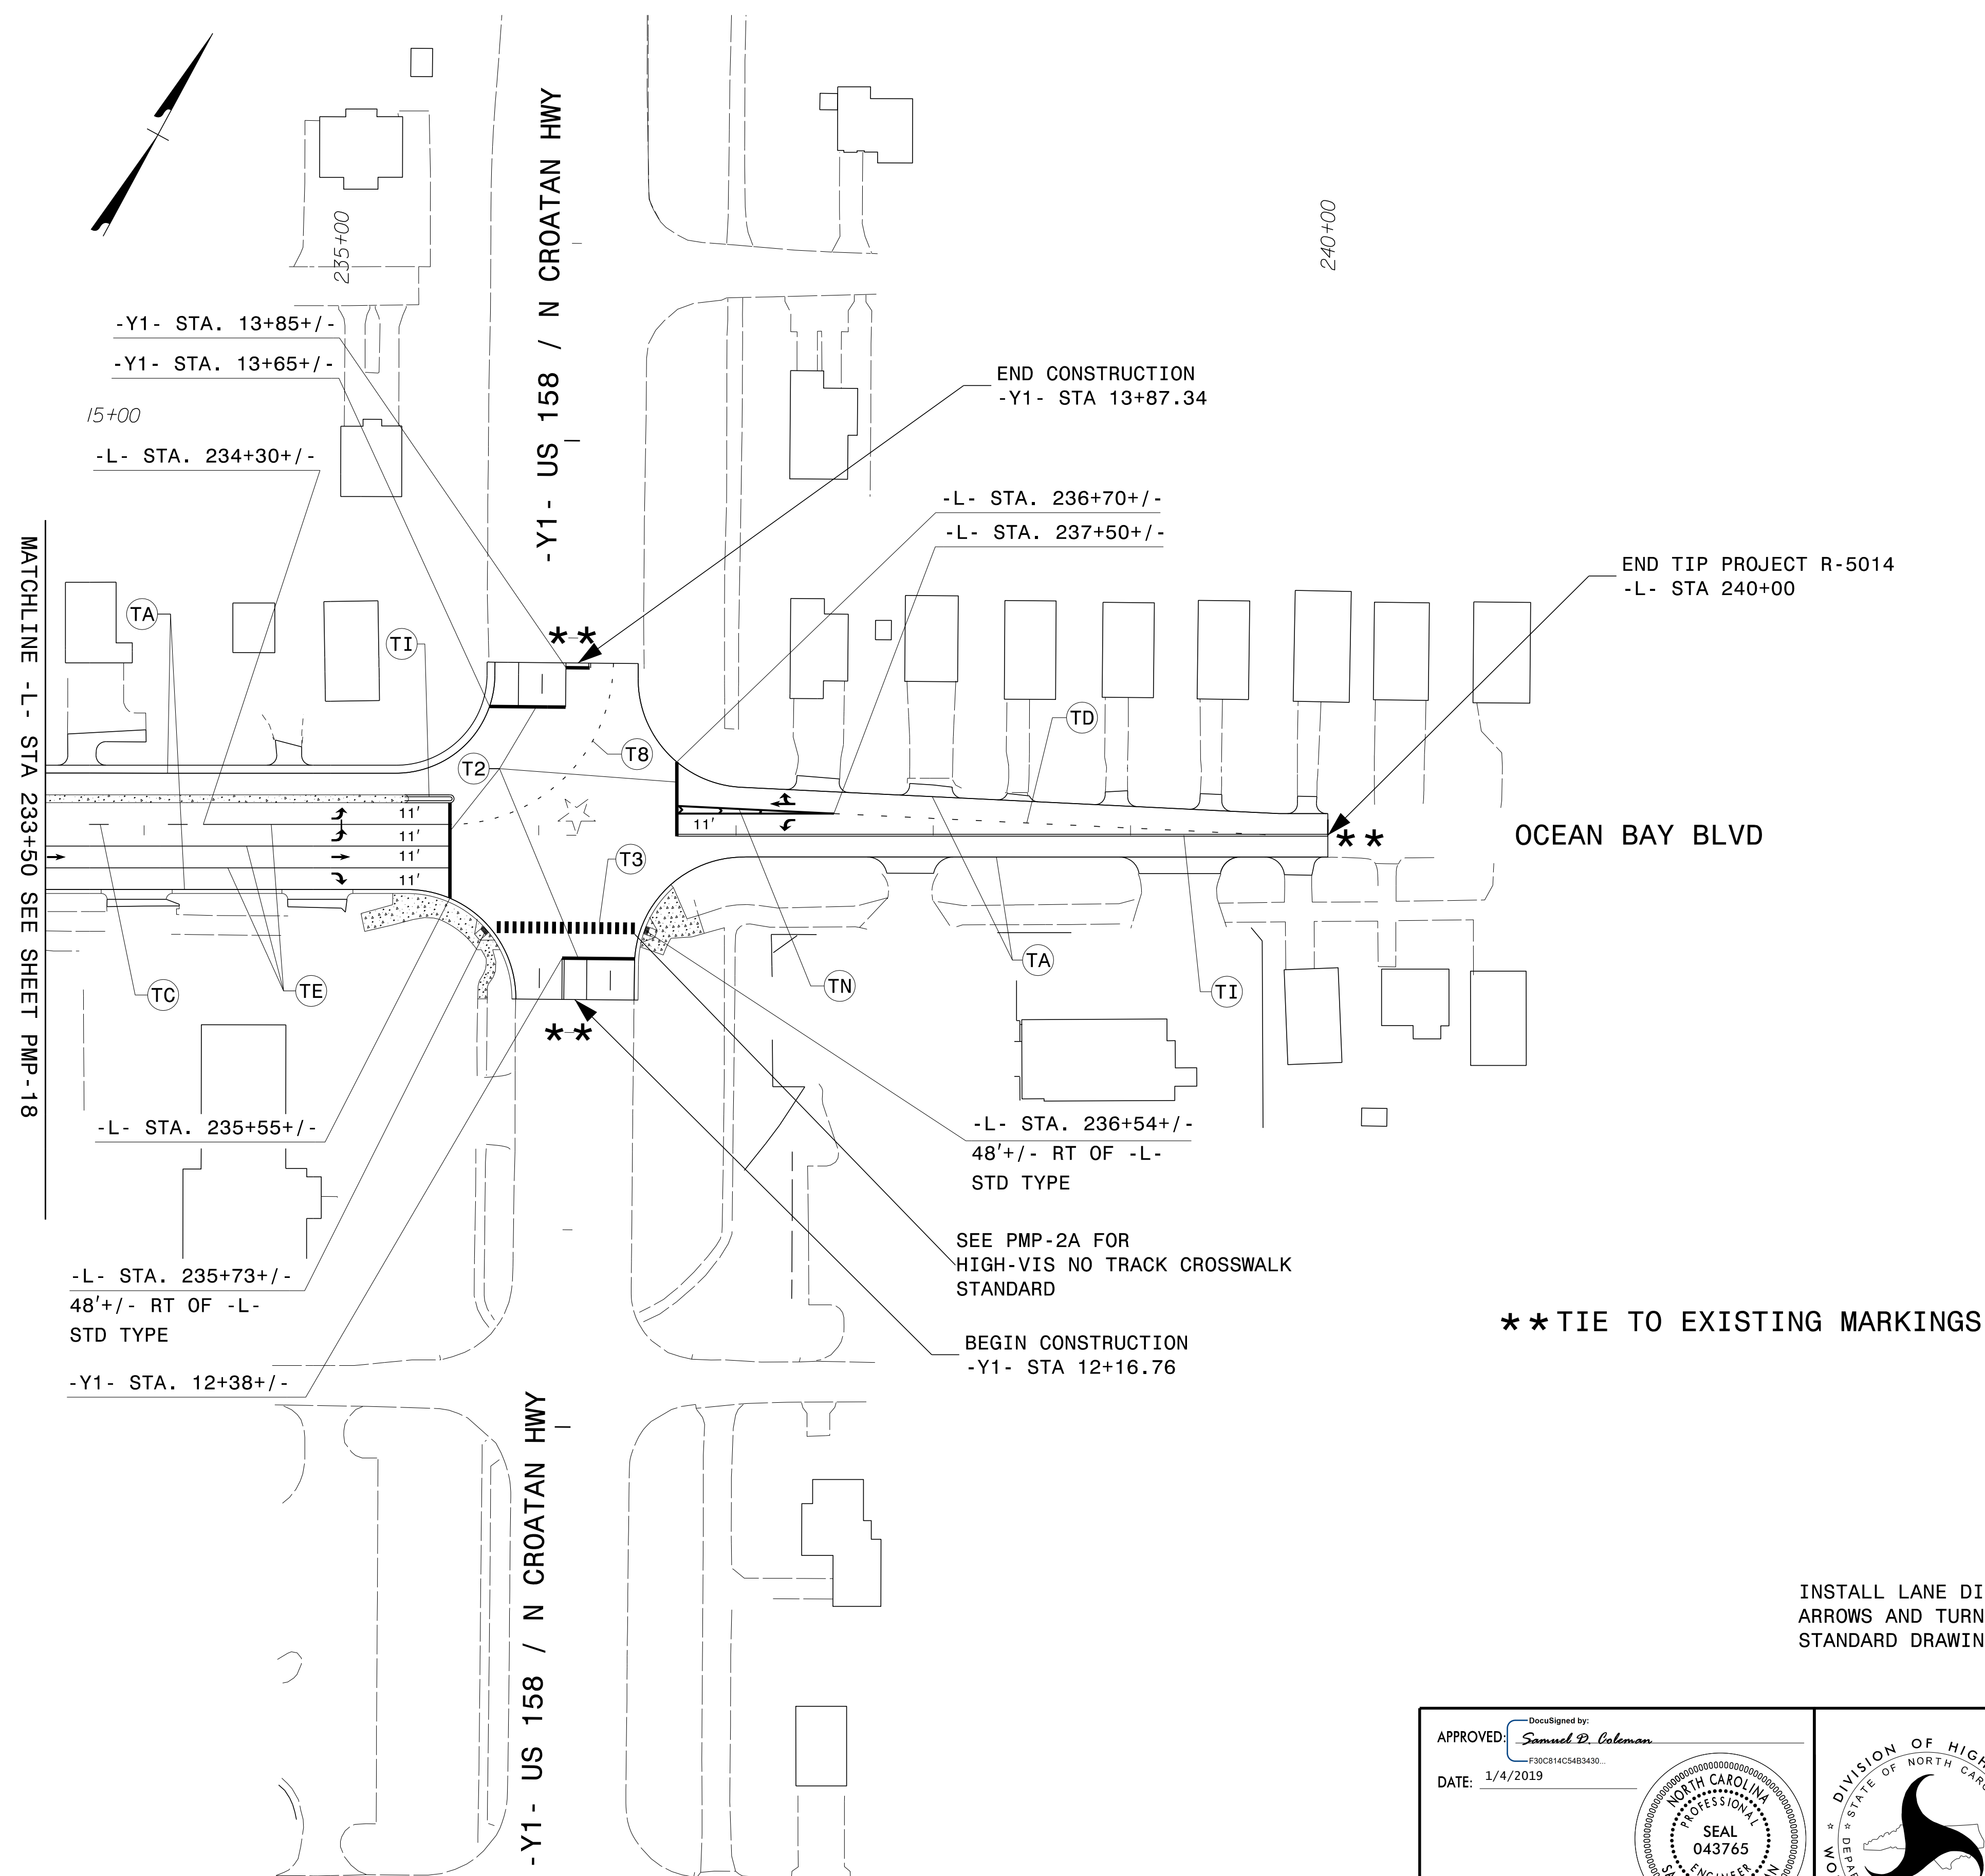 -Y1- US 158 / N CROATAN HWY
235+00
240+00
-Y1- STA. 13+85+/-
-Y1- STA. 13+65+/-
15+00
-L- STA. 234+30+/-
END CONSTRUCTION
-Y1- STA 13+87.34
-L- STA. 236+70+/-
-L- STA. 237+50+/-
END TIP PROJECT R-5014
-L- STA 240+00
MATCHLINE -L- STA 233+50 SEE SHEET PMP-18
TA
TI
**
T8
T2
TD
11'
11'
11'
11'
11'
**
OCEAN BAY BLVD
T3
TC
TE
TN
TA
TI
**
-L- STA. 235+55+/-
-L- STA. 236+54+/-
48'+/- RT OF -L-
STD TYPE
SEE PMP-2A FOR
HIGH-VIS NO TRACK CROSSWALK
STANDARD
-L- STA. 235+73+/-
48'+/- RT OF -L-
STD TYPE
**TIE TO EXISTING MARKINGS
BEGIN CONSTRUCTION
-Y1- STA 12+16.76
-Y1- STA. 12+38+/-
-Y1- US 158 / N CROATAN HWY
INSTALL LANE DI
ARROWS AND TURN
STANDARD DRAWIN
DocuSigned by:
APPROVED: Samuel D. Coleman
F30C814C54B3430...
DATE: 1/4/2019
NORTH CAROLINA
PROFESSIONAL
SEAL
043765
ENGINEER
DIVISION OF HIGH
STATE OF NORTH CARO
DEPA